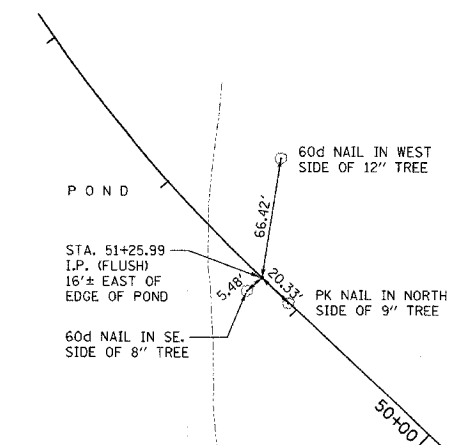 60d NAIL IN WEST
SIDE OF 12" TREE
POND
66.42'
STA. 51+25.99
I.P. (FLUSH)
16'± EAST OF
EDGE OF POND
5.48'
20.33'
PK NAIL IN NORTH
SIDE OF 9" TREE
60d NAIL IN SE.
SIDE OF 8" TREE
50+00